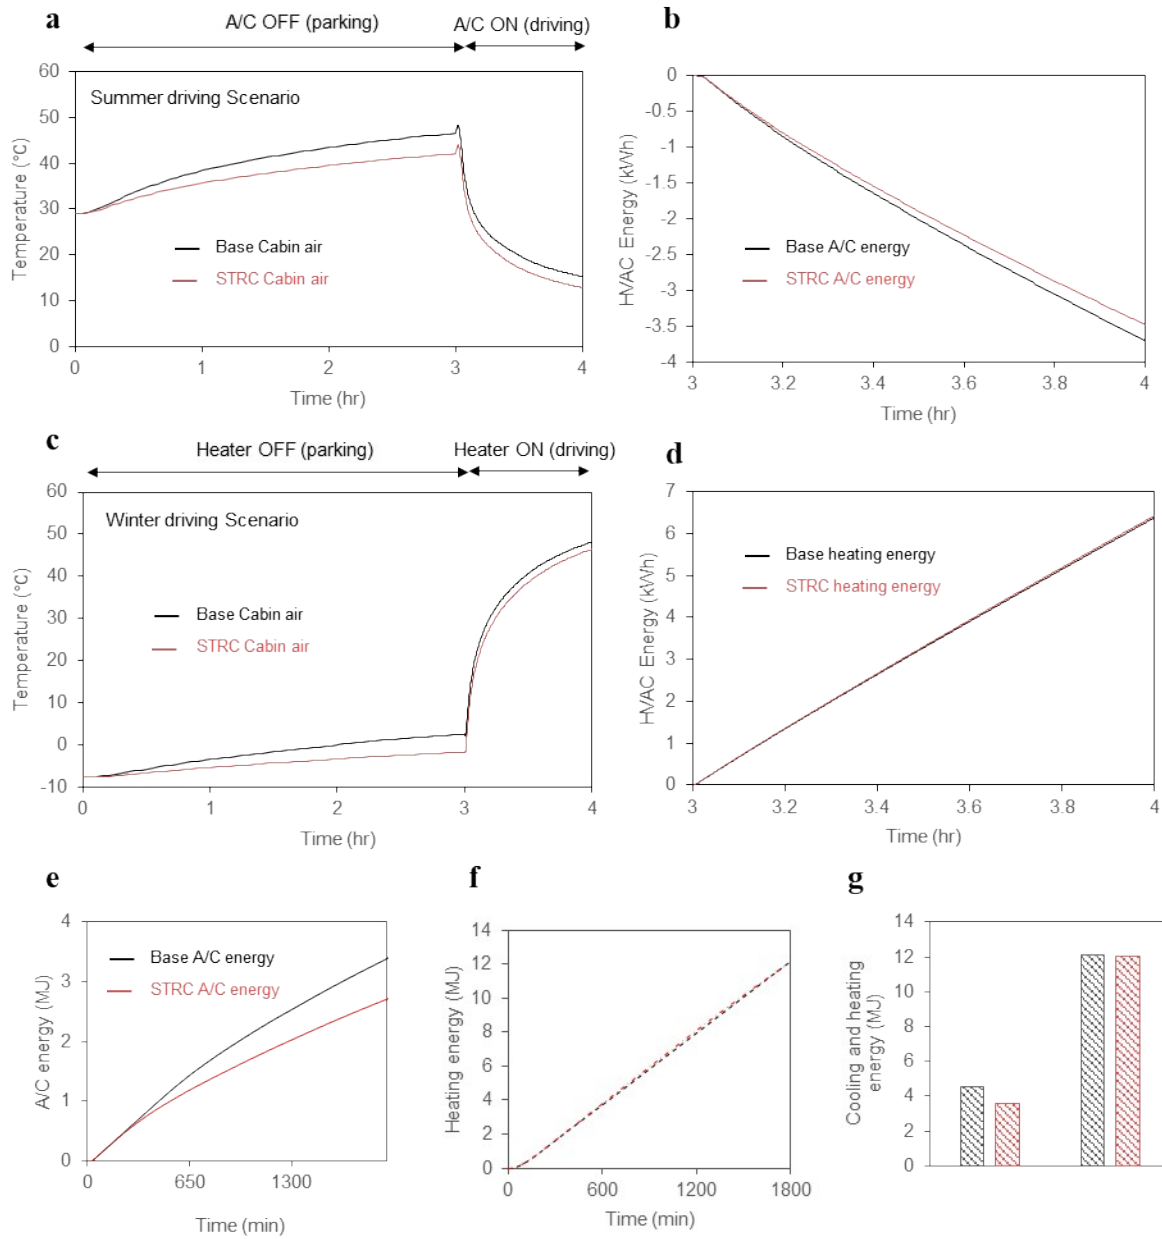 a
A/C OFF (parking)
A/C ON (driving)
60
50
40
30
20
10
0
Temperature (°C)
Summer driving Scenario
Base Cabin air
STRC Cabin air
0
1
2
3
4
Time (hr)
b
0
-0.5
-1
-1.5
-2
-2.5
-3
-3.5
-4
HVAC Energy (kWh)
Base A/C energy
STRC A/C energy
3
3.2
3.4
3.6
3.8
4
Time (hr)
c
Heater OFF (parking)
Heater ON (driving)
60
50
40
30
20
10
0
-10
Temperature (°C)
Winter driving Scenario
Base Cabin air
STRC Cabin air
0
1
2
3
4
Time (hr)
d
7
6
5
4
3
2
1
0
HVAC Energy (kWh)
Base heating energy
STRC heating energy
3
3.2
3.4
3.6
3.8
4
Time (hr)
e
4
3
2
1
0
A/C energy (MJ)
Base A/C energy
STRC A/C energy
0
650
1300
Time (min)
f
14
12
10
8
6
4
2
0
Heating energy (MJ)
0
600
1200
1800
Time (min)
g
14
12
10
8
6
4
2
0
Cooling and heating
energy (MJ)